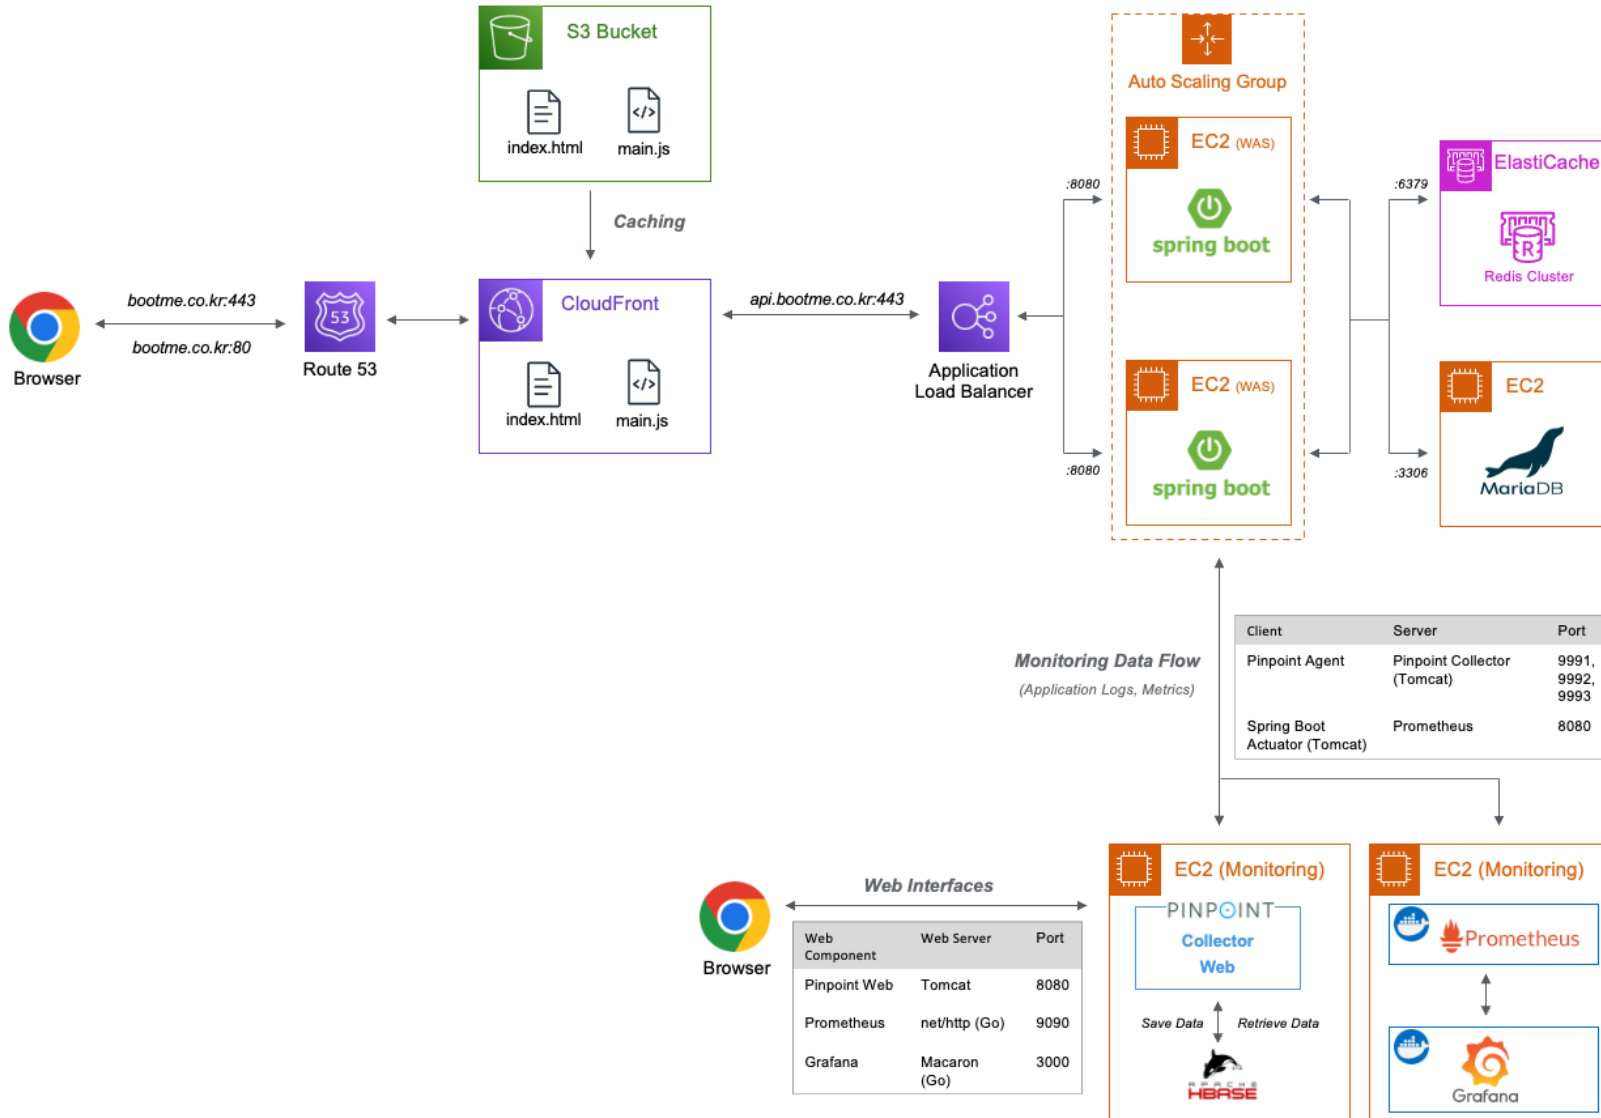 S3 Bucket
index.html
main.js
Caching
Auto Scaling Group
EC2 (WAS)
spring boot
:8080
:6379
ElastiCache
R
Redis Cluster
bootme.co.kr:443
bootme.co.kr:80
Browser
53
Route 53
CloudFront
index.html
main.js
api.bootme.co.kr:443
Application
Load Balancer
EC2 (WAS)
spring boot
:8080
:3306
EC2
MariaDB
Monitoring Data Flow
(Application Logs, Metrics)
Client Server Port
Pinpoint Agent Pinpoint Collector 9991,
(Tomcat) 9992,
9993
Spring Boot Prometheus 8080
Actuator (Tomcat)
Browser
Web Interfaces
Web Web Server Port
Component
Pinpoint Web Tomcat 8080
Prometheus net/http (Go) 9090
Grafana Macaron 3000
(Go)
EC2 (Monitoring)
PINPOINT
Collector
Web
Save Data Retrieve Data
APACHE
HBASE
EC2 (Monitoring)
Prometheus
Grafana